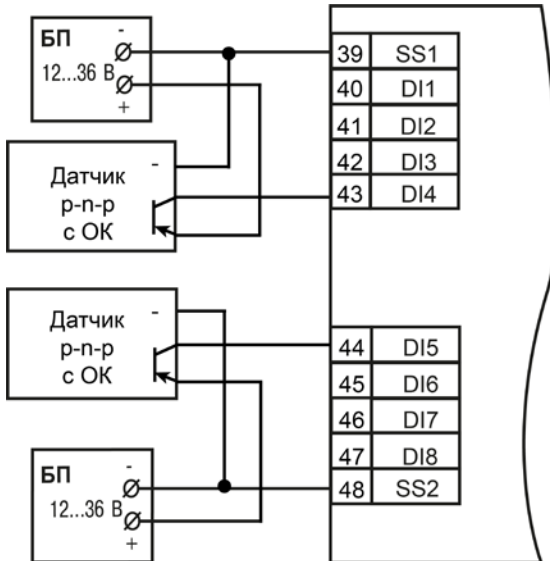 БП -
12...36 В
+
39 SS1
40 DI1
41 DI2
42 DI3
43 DI4
Датчик -
p-n-p
с ОК
Датчик -
p-n-p
с ОК
44 DI5
45 DI6
46 DI7
47 DI8
48 SS2
БП -
12...36 В
+